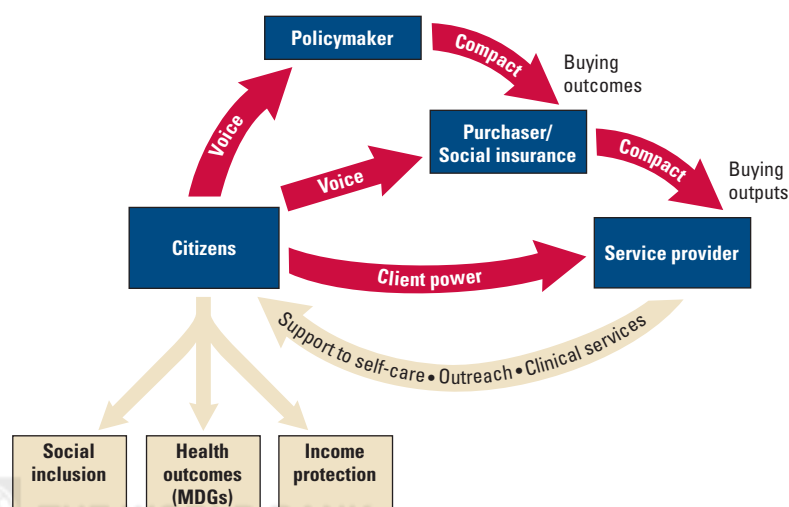 Policymaker
Compact
Buying
outcomes
Voice
Purchaser/
Social insurance
Compact
Buying
outputs
Voice
Citizens
Service provider
Client power
Support to self-care • Outreach • Clinical services
Social
inclusion
Health
outcomes
(MDGs)
Income
protection